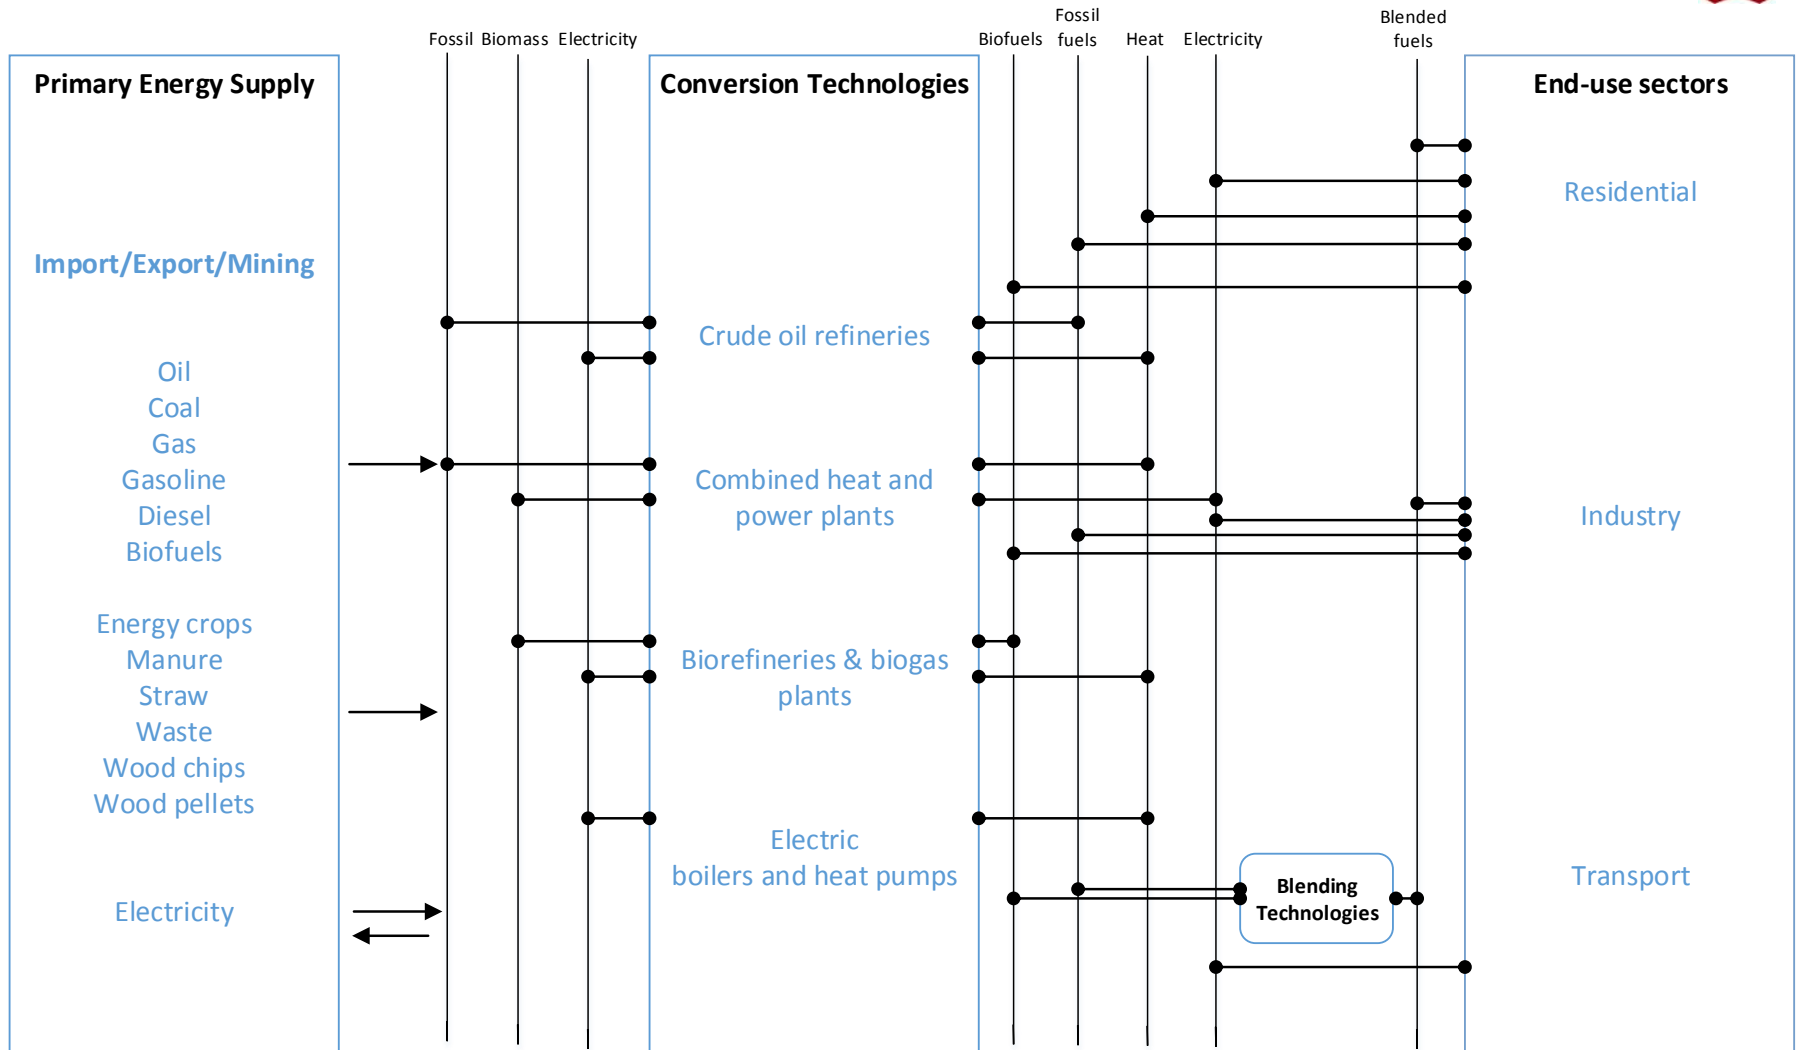 Fossil Biomass Electricity
Biofuels
Fossil
fuels
Heat
Electricity
Blended
fuels
Primary Energy Supply
Import/Export/Mining
Oil
Coal
Gas
Gasoline
Diesel
Biofuels
Energy crops
Manure
Straw
Waste
Wood chips
Wood pellets
Electricity
Conversion Technologies
Crude oil refineries
Combined heat and
power plants
Biorefineries & biogas
plants
Electric
boilers and heat pumps
Blending
Technologies
End-use sectors
Residential
Industry
Transport